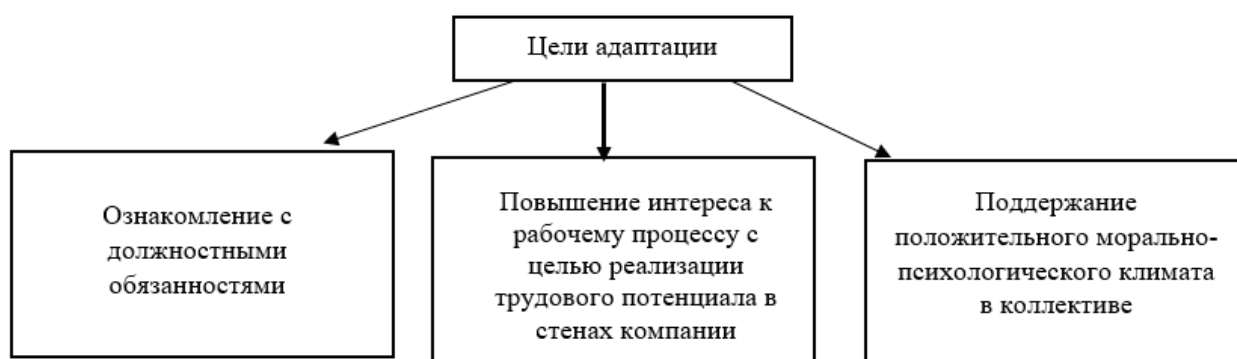 Цели адаптации
Ознакомление с
должностными
обязанностями
Повышение интереса к
рабочему процессу с
целью реализации
трудового потенциала в
стенах компании
Поддержание
положительного морально-
психологического климата
в коллективе